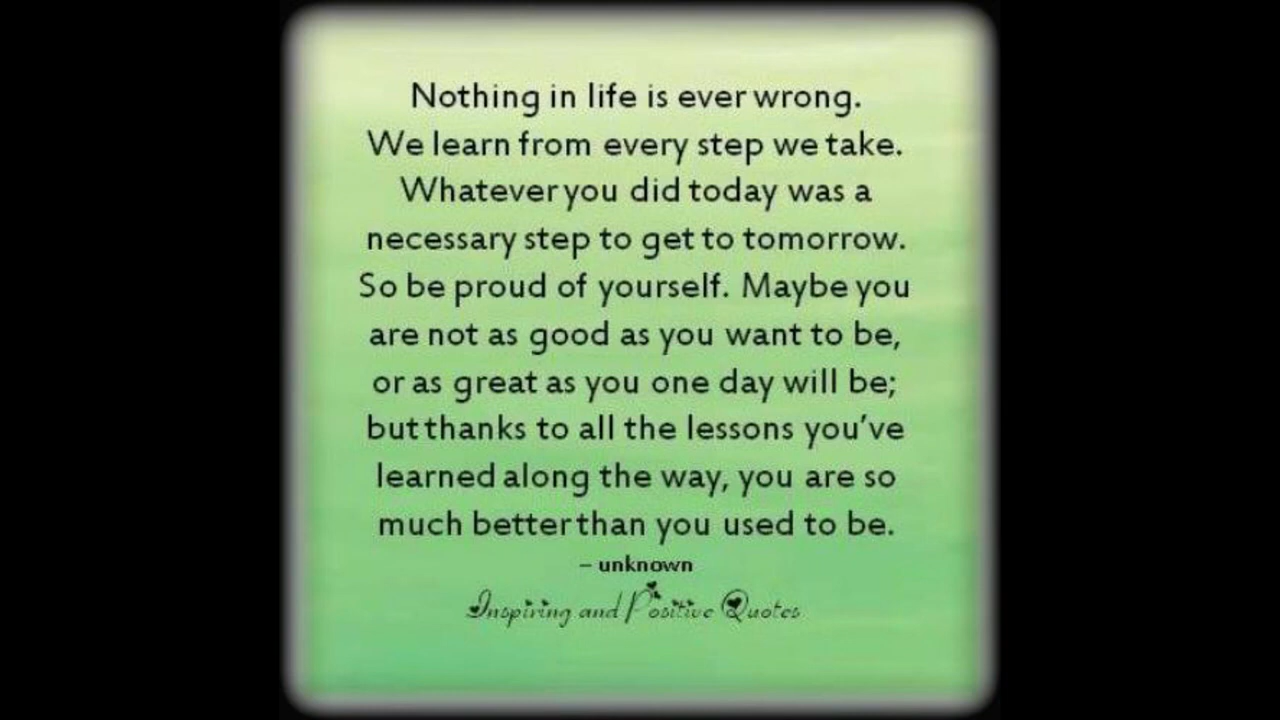 Nothing in life is ever wrong.
We learn from every step we take.
Whatever you did today was a
necessary step to get to tomorrow.
So be proud of yourself. Maybe you
are not as good as you want to be,
or as great as you one day will be;
but thanks to all the lessons you've
learned along the way, you are so
much better than you used to be.
– unknown
Inspiring and Positive Quotes